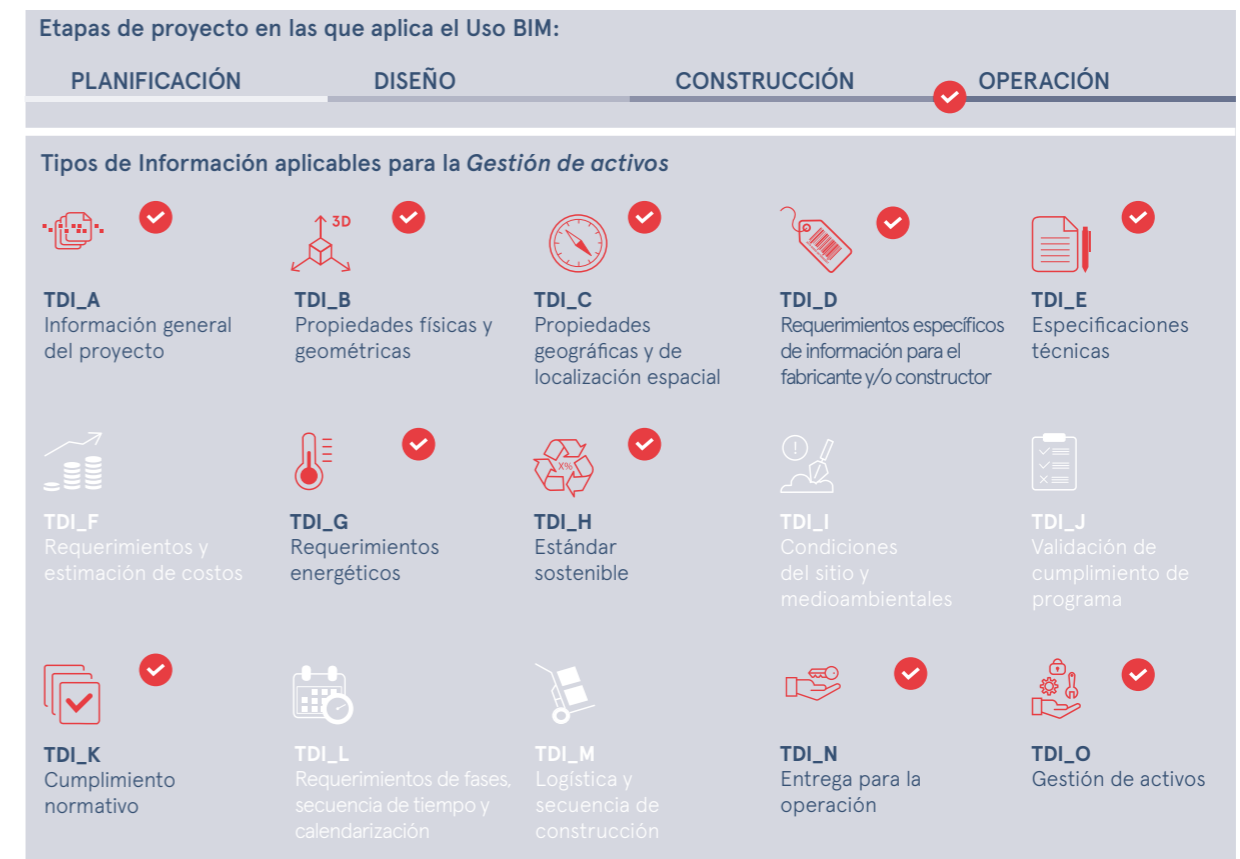 Etapas de proyecto en las que aplica el Uso BIM:
PLANIFICACIÓN DISEÑO CONSTRUCCIÓN OPERACIÓN
Tipos de Información aplicables para la Gestión de activos
3D
TDI_A
Información general
del proyecto
TDI_B
Propiedades físicas y
geométricas
TDI_C
Propiedades
geográficas y de
localización espacial
TDI_D
Requerimientos específicos
de información para el
fabricante y/o constructor
TDI_E
Especificaciones
técnicas
TDI_F
Requerimientos y
estimación de costos
TDI_G
Requerimientos
energéticos
X%
TDI_H
Estándar
sostenible
TDI_I
Condiciones
del sitio y
medioambientales
TDI_J
Validación de
cumplimiento de
programa
TDI_K
Cumplimiento
normativo
TDI_L
Requerimientos de fases,
secuencia de tiempo y
calendarización
TDI_M
Logística y
secuencia de
construcción
TDI_N
Entrega para la
operación
TDI_O
Gestión de activos